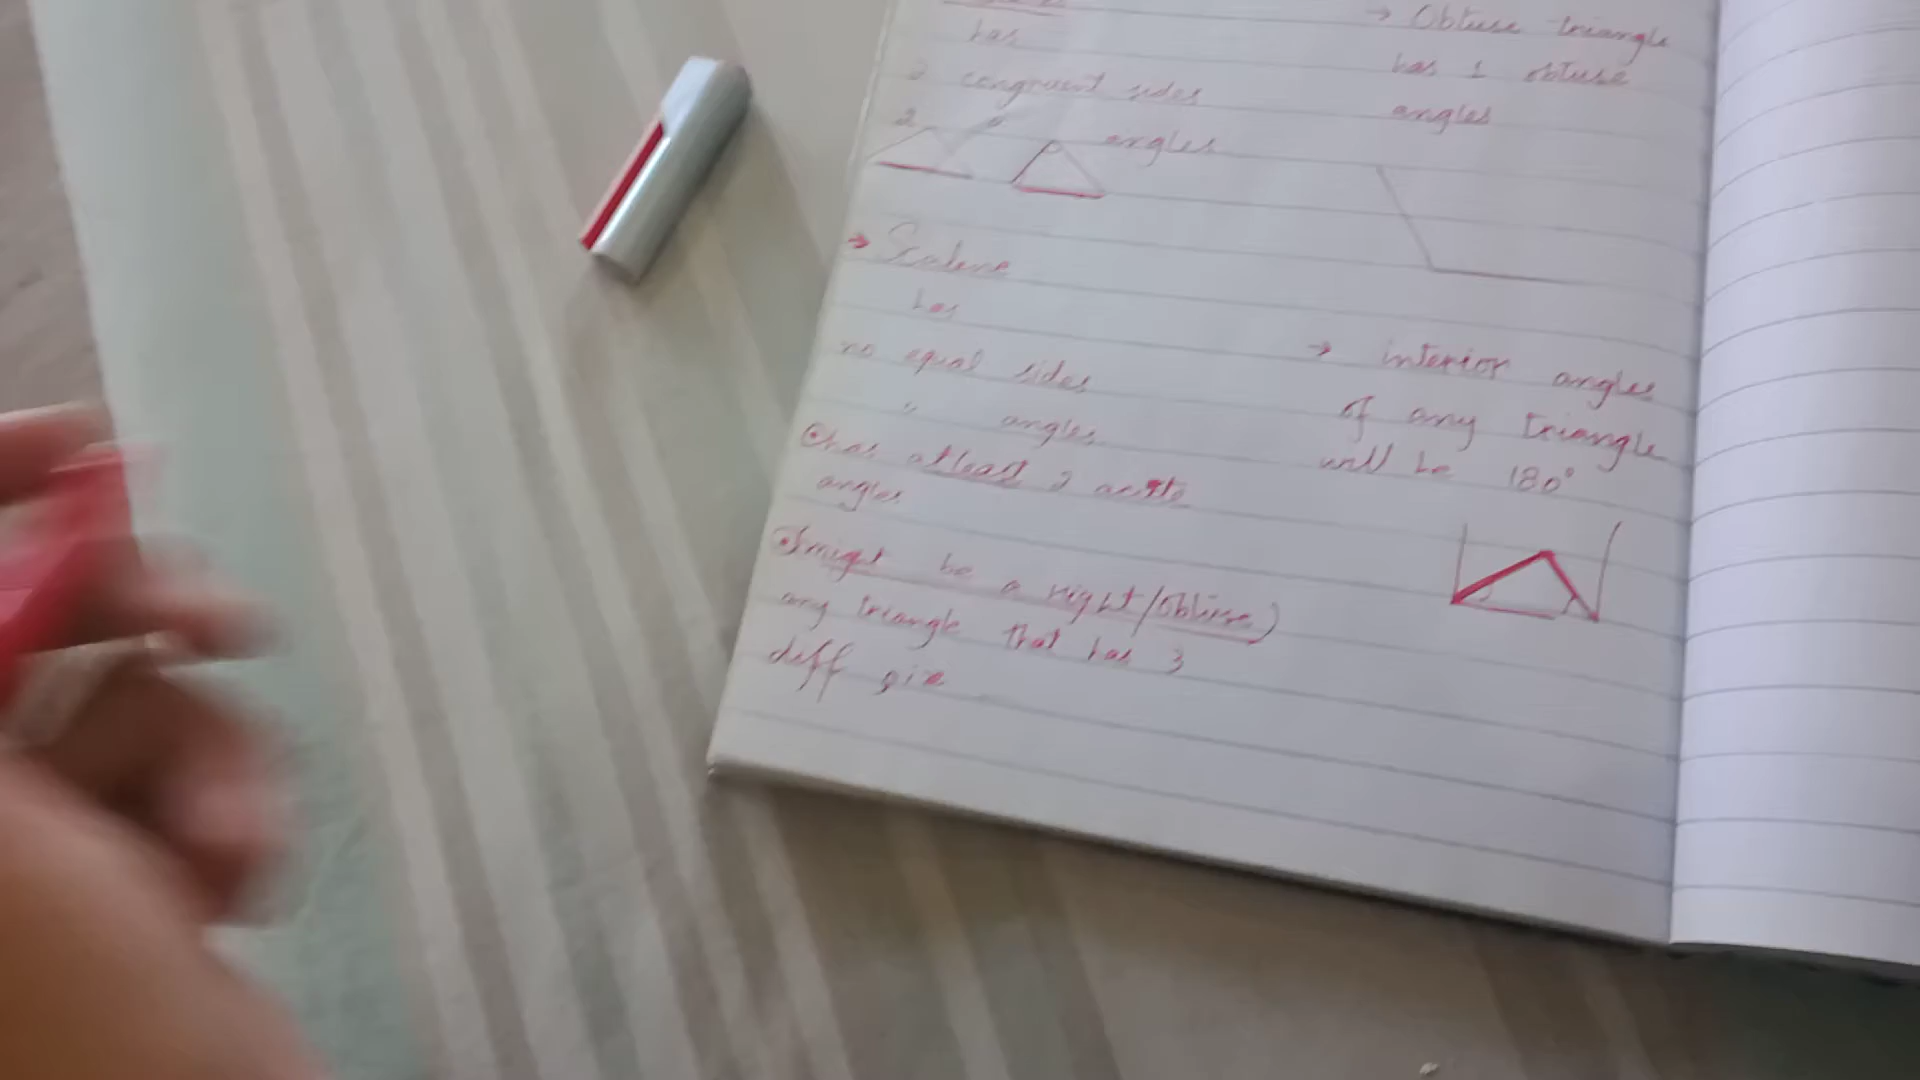 has
2 congruent sides
2 " angles
→ Scalene
has
no equal sides
" angles
has atleast 2 acute
angles
might be a right/obtuse)
any triangle that has 3
diff
→ Obtuse triangle
has 1 obtuse
angles
→ interior angles
of any triangle
will be 180°